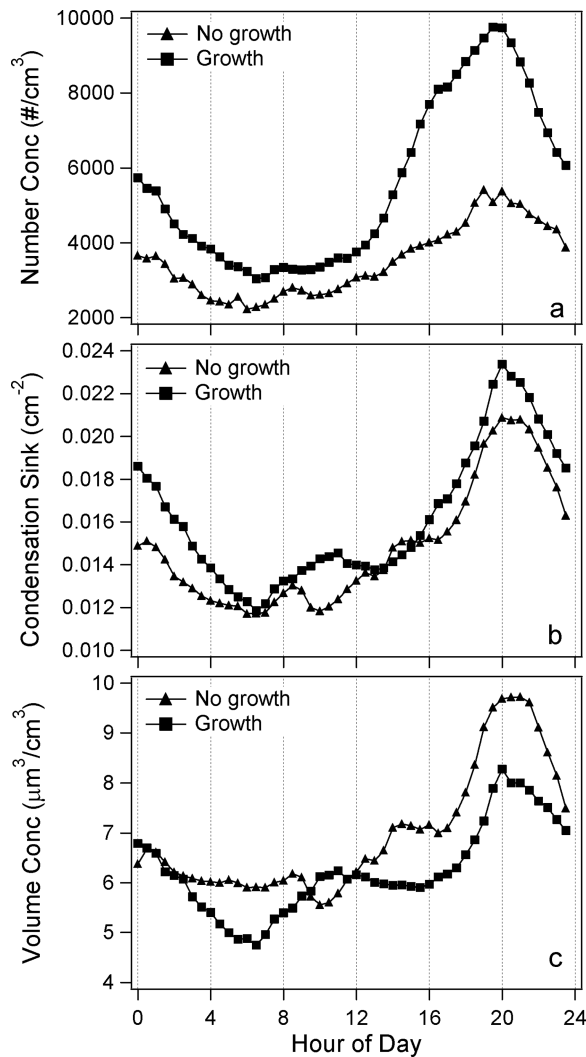 10000
8000
6000
4000
2000
Number Conc (#/cm³)
No growth
Growth
a
0.024
0.022
0.020
0.018
0.016
0.014
0.012
0.010
Condensation Sink (cm⁻²)
No growth
Growth
b
10
9
8
7
6
5
4
Volume Conc (μm³/cm³)
No growth
Growth
c
0 4 8 12 16 20 24
Hour of Day